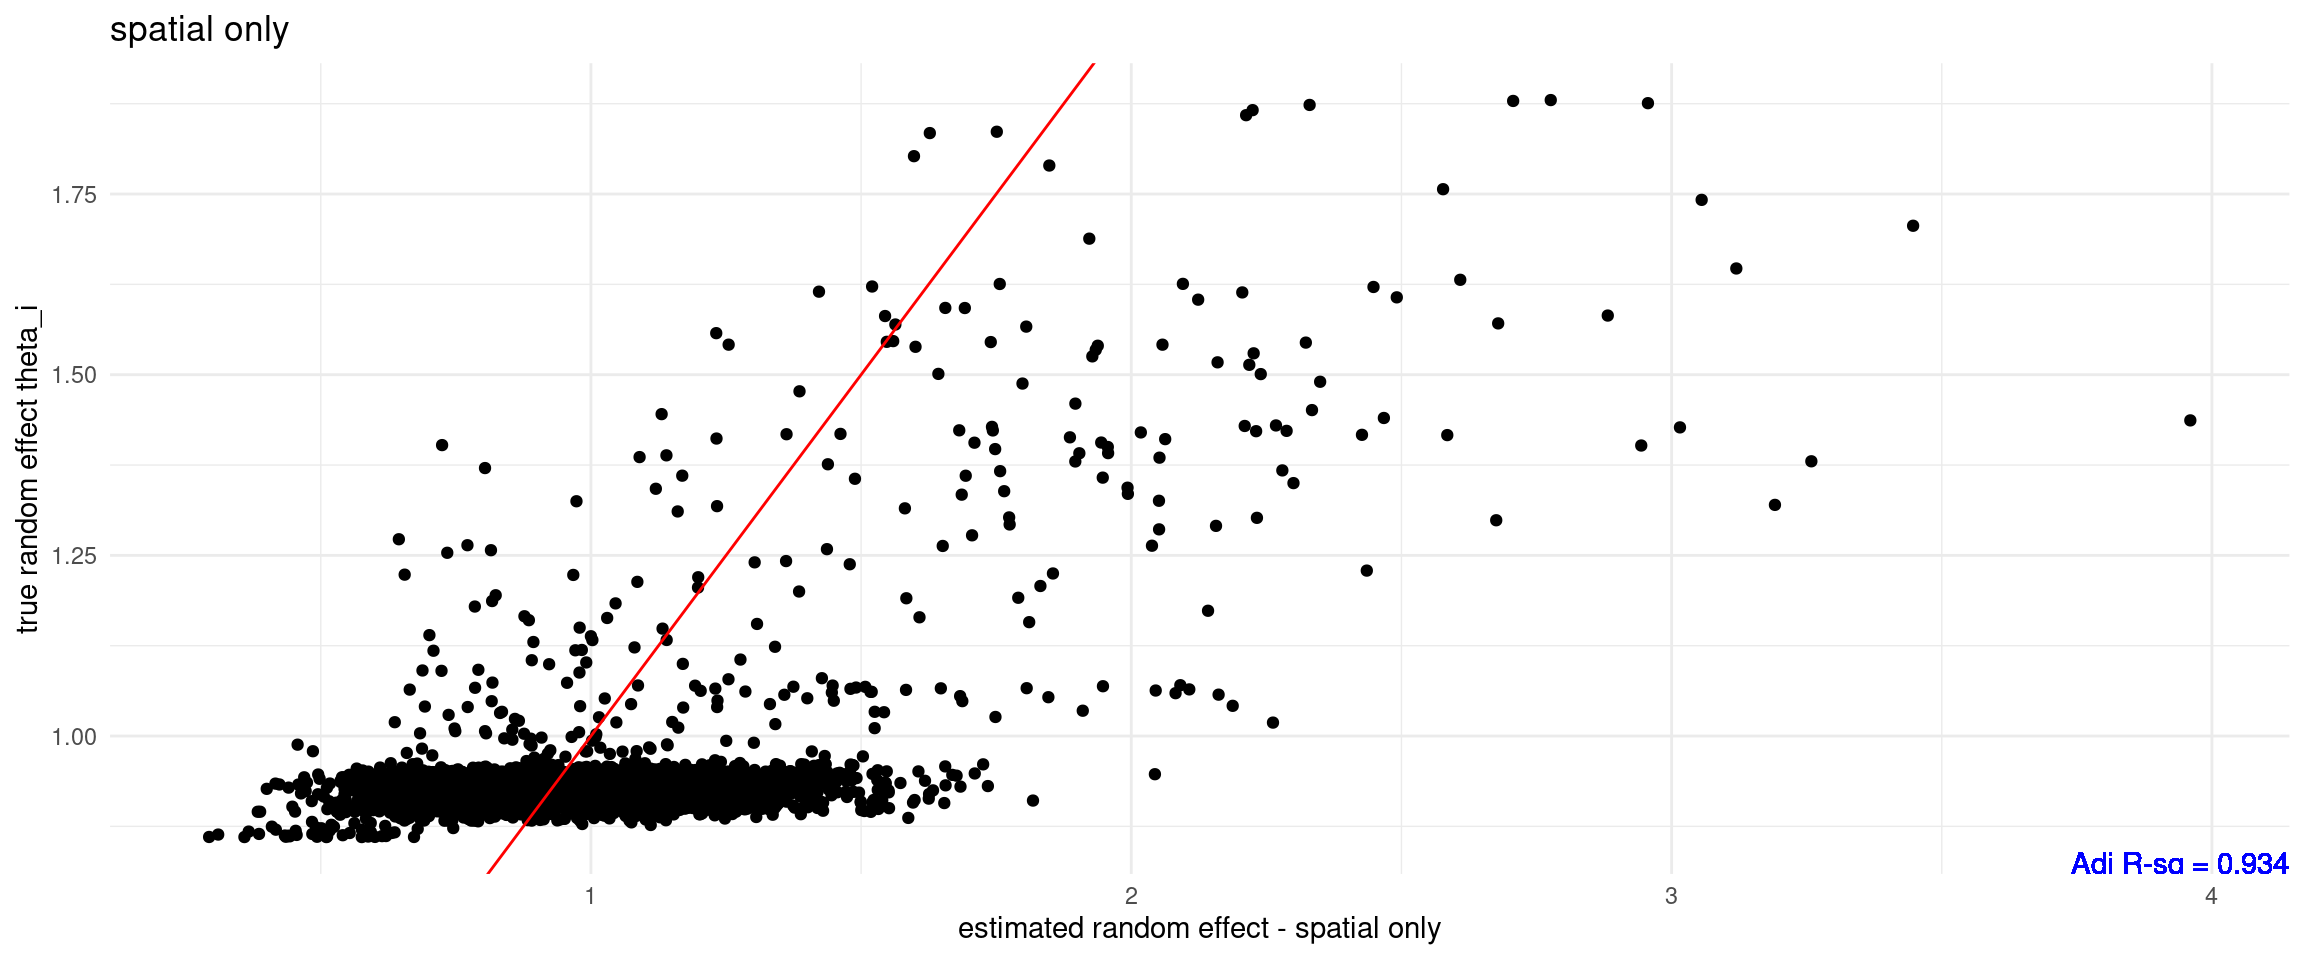 spatial only
true random effect theta_i
1.75
1.50
1.25
1.00
1
2
3
4
estimated random effect - spatial only
Adj R-sq = 0.934